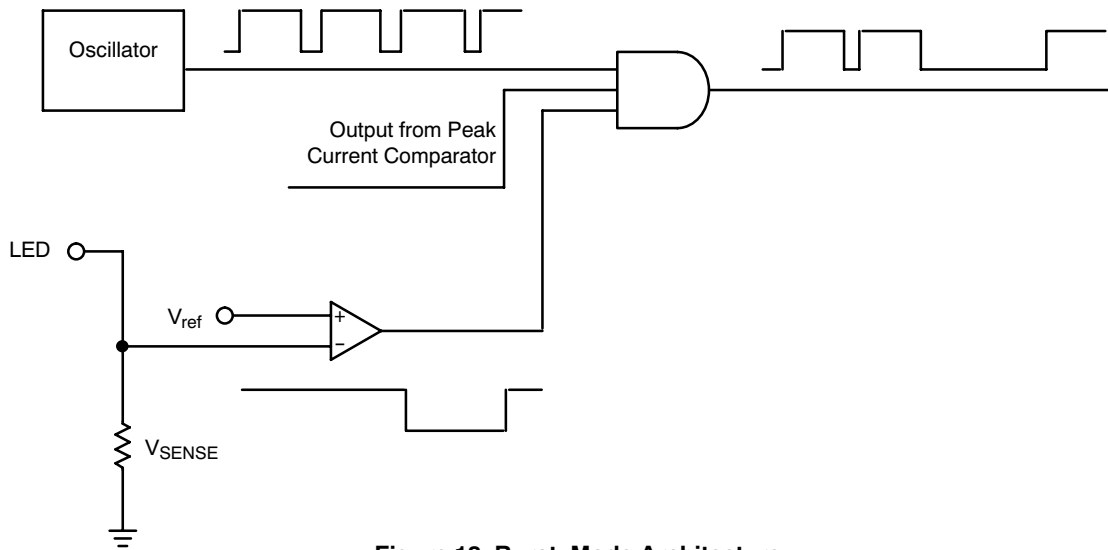 Oscillator
Output from Peak
Current Comparator
LED
Vref
+
−
VSENSE